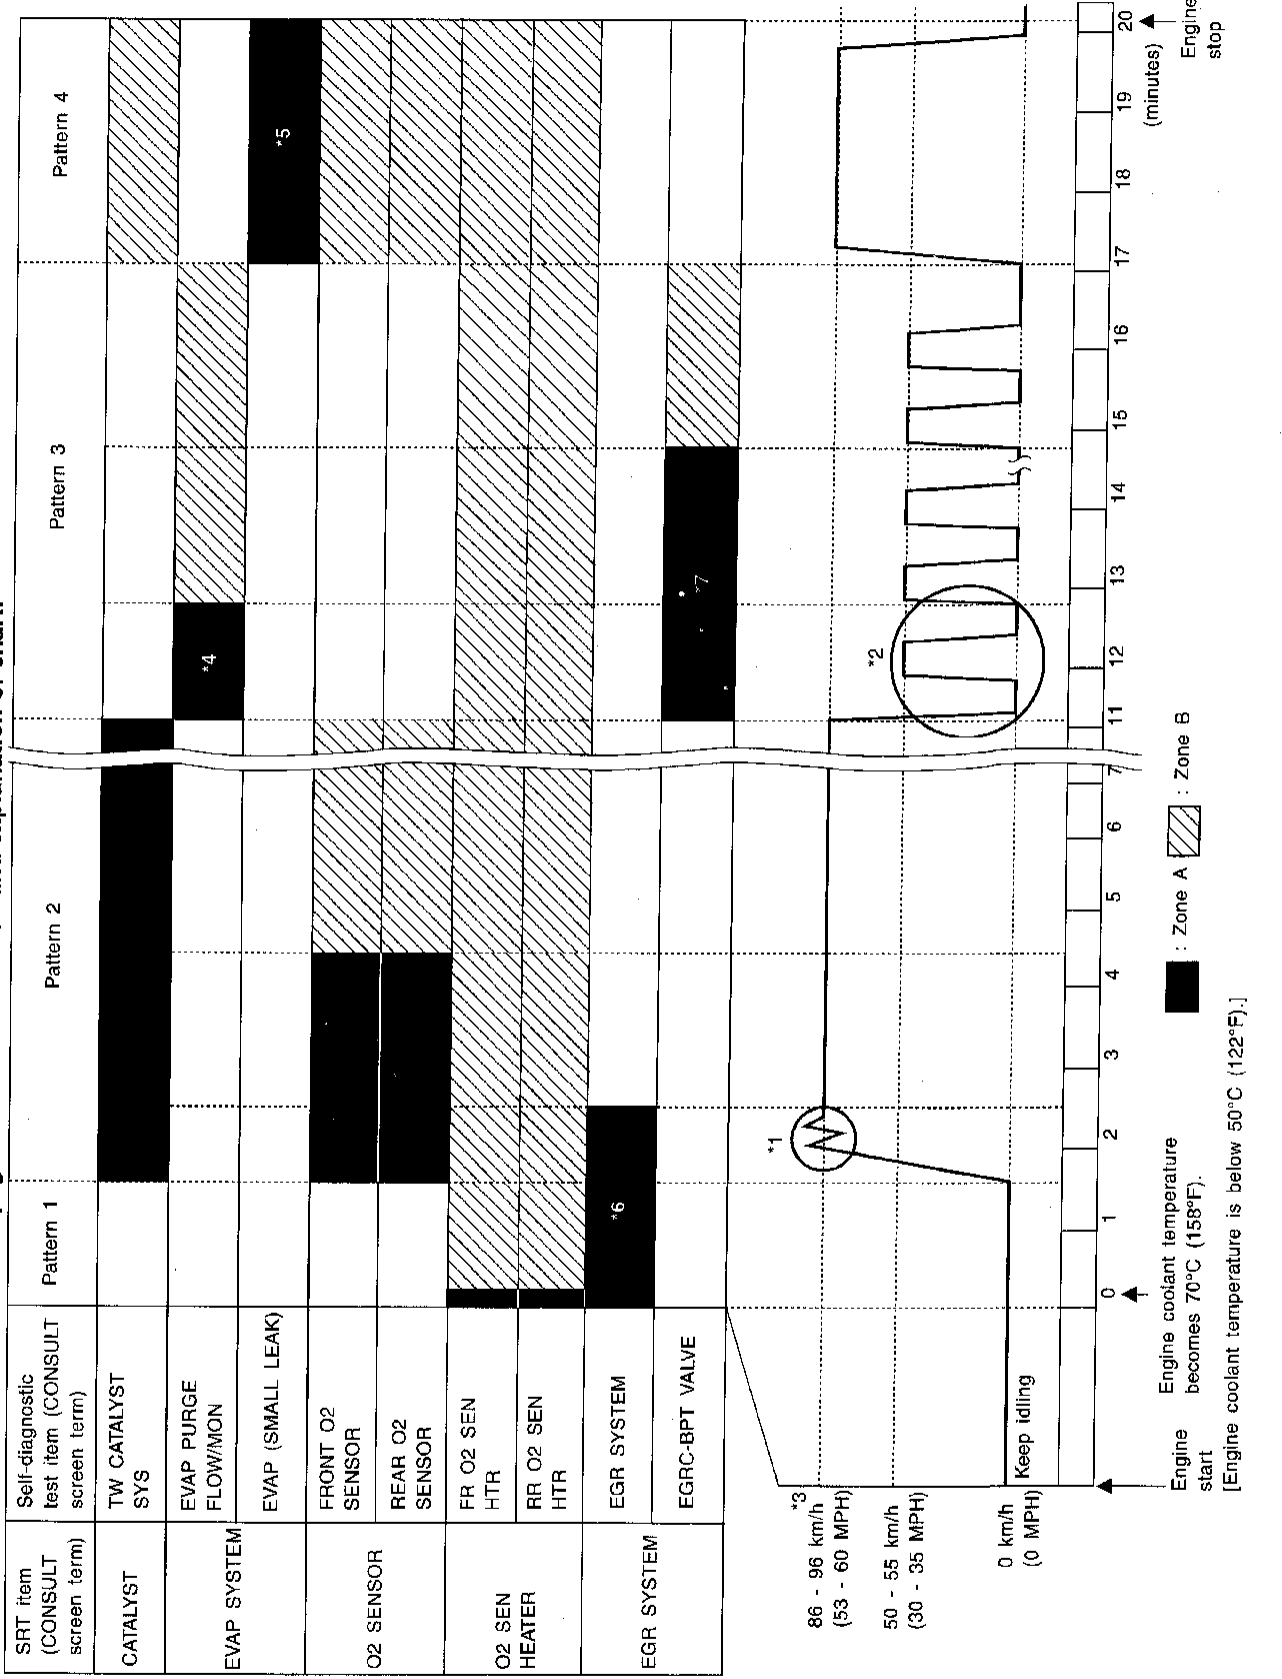 SRT item
(CONSULT
screen term)
Self-diagnostic
test item (CONSULT
screen term)
Pattern 1
Pattern 2
Pattern 3
Pattern 4
CATALYST
TW CATALYST
SYS
EVAP SYSTEM
EVAP PURGE
FLOW/MON
*4
EVAP (SMALL LEAK)
*5
O2 SENSOR
FRONT O2
SENSOR
REAR O2
SENSOR
O2 SEN
HEATER
FR O2 SEN
HTR
RR O2 SEN
HTR
EGR SYSTEM
EGR SYSTEM
*6
EGRC-BPT VALVE
*7
*3
86 - 96 km/h
(53 - 60 MPH)
50 - 55 km/h
(30 - 35 MPH)
0 km/h
(0 MPH)
Keep idling
*1
*2
0 1 2 3 4 5 6 7 11 12 13 14 15 16 17 18 19 20
(minutes)
Engine
start
Engine coolant temperature
becomes 70°C (158°F).
[Engine coolant temperature is below 50°C (122°F).]
: Zone A
: Zone B
Engine
stop